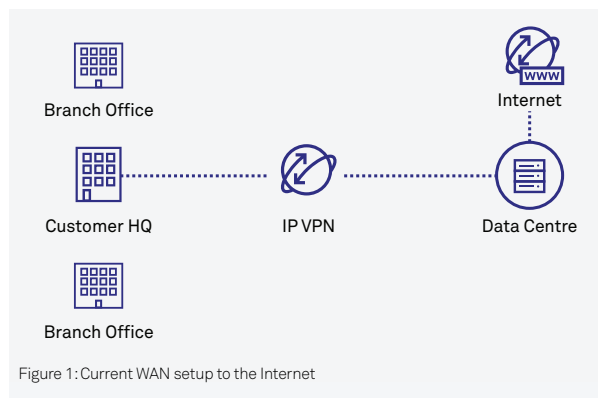 Branch Office
WWW
Internet
Customer HQ
IP VPN
Data Centre
Branch Office
Figure 1: Current WAN setup to the Internet